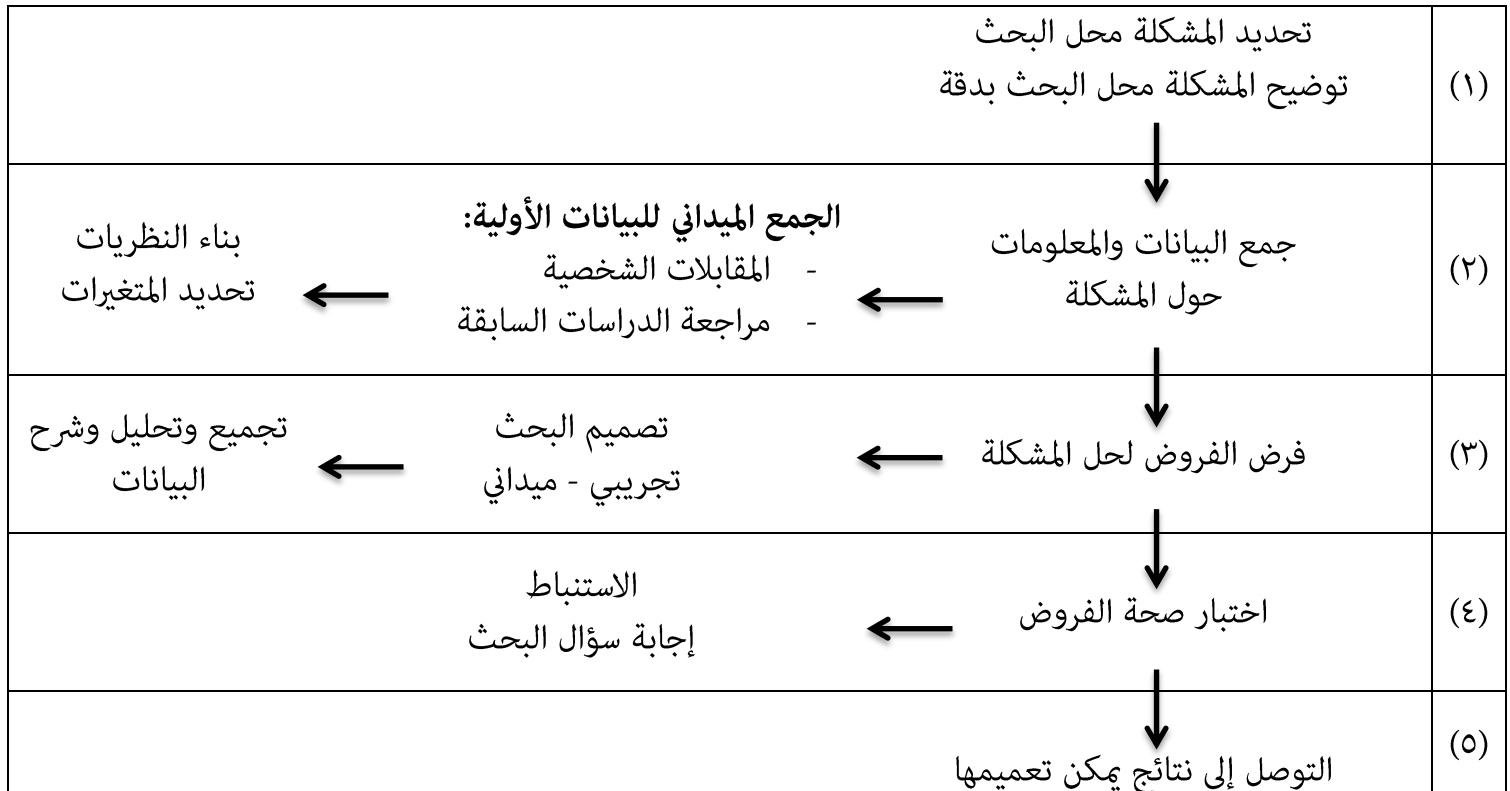 (١)
تحديد المشكلة محل البحث
توضيح المشكلة محل البحث بدقة
(٢)
جمع البيانات والمعلومات
حول المشكلة
الجمع الميداني للبيانات الأولية:
- المقابلات الشخصية
- مراجعة الدراسات السابقة
بناء النظريات
تحديد المتغيرات
(٣)
فرض الفروض لحل المشكلة
تصميم البحث
تجريبي - ميداني
تجميع وتحليل وشرح
البيانات
(٤)
اختبار صحة الفروض
الاستنباط
إجابة سؤال البحث
(٥)
التوصل إلى نتائج يمكن تعميمها